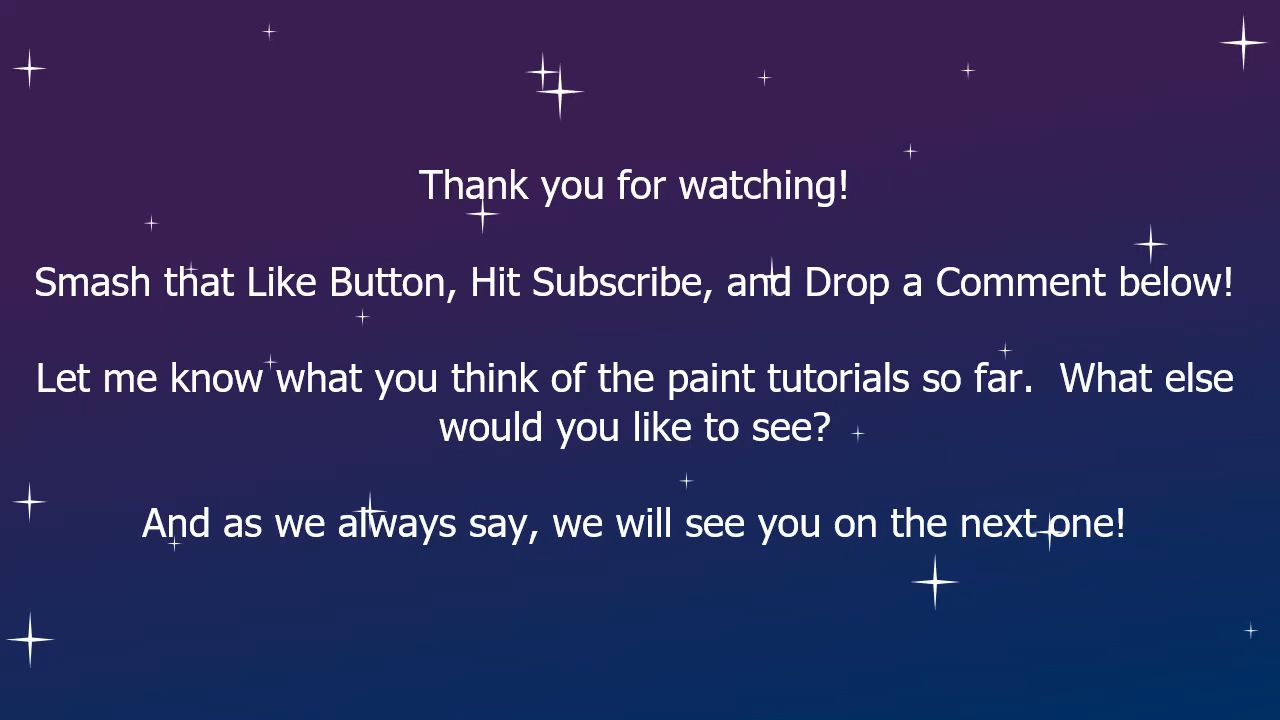 Thank you for watching!
Smash that Like Button, Hit Subscribe, and Drop a Comment below!
Let me know what you think of the paint tutorials so far.  What else
would you like to see?
And as we always say, we will see you on the next one!